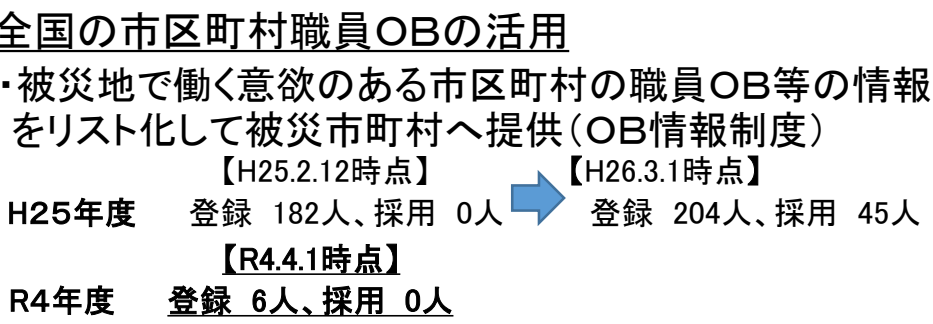 全国の市区町村職員OBの活用
・被災地で働く意欲のある市区町村の職員OB等の情報
をリスト化して被災市町村へ提供(OB情報制度)
【H25.2.12時点】 【H26.3.1時点】
H25年度 登録 182人、採用 0人 登録 204人、採用 45人
【R4.4.1時点】
R4年度 登録 6人、採用 0人